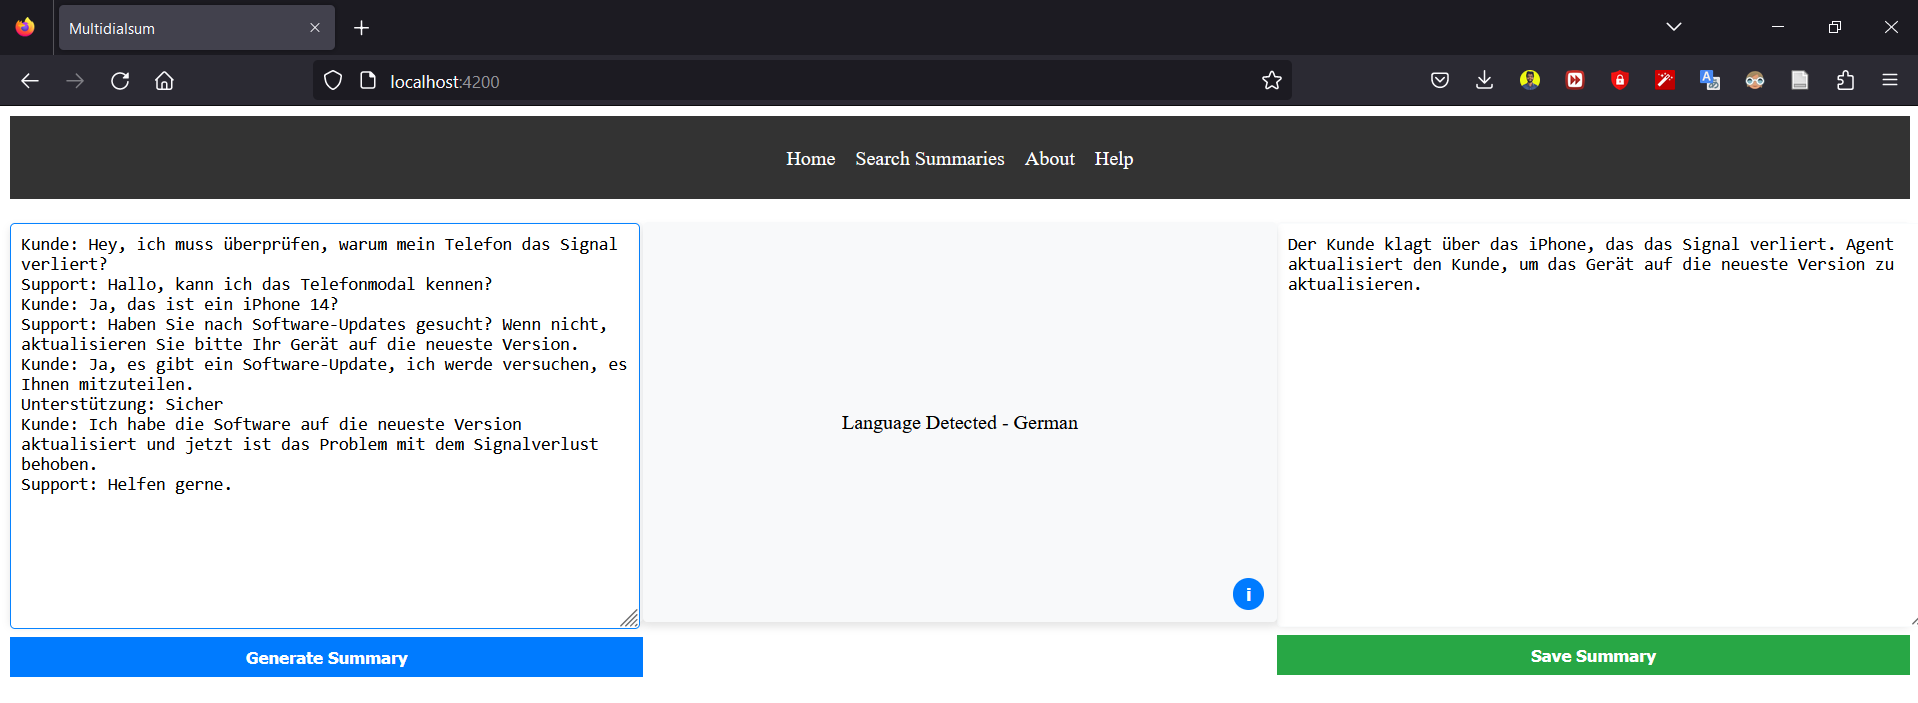 Multidialsum
localhost:4200
Home Search Summaries About Help
Kunde: Hey, ich muss überprüfen, warum mein Telefon das Signal
verliert?
Support: Hallo, kann ich das Telefonmodal kennen?
Kunde: Ja, das ist ein iPhone 14?
Support: Haben Sie nach Software-Updates gesucht? Wenn nicht,
aktualisieren Sie bitte Ihr Gerät auf die neueste Version.
Kunde: Ja, es gibt ein Software-Update, ich werde versuchen, es
Ihnen mitzuteilen.
Unterstützung: Sicher
Kunde: Ich habe die Software auf die neueste Version
aktualisiert und jetzt ist das Problem mit dem Signalverlust
behoben.
Support: Helfen gerne.
Generate Summary
Language Detected - German
i
Der Kunde klagt über das iPhone, das das Signal verliert. Agent
aktualisiert den Kunde, um das Gerät auf die neueste Version zu
aktualisieren.
Save Summary